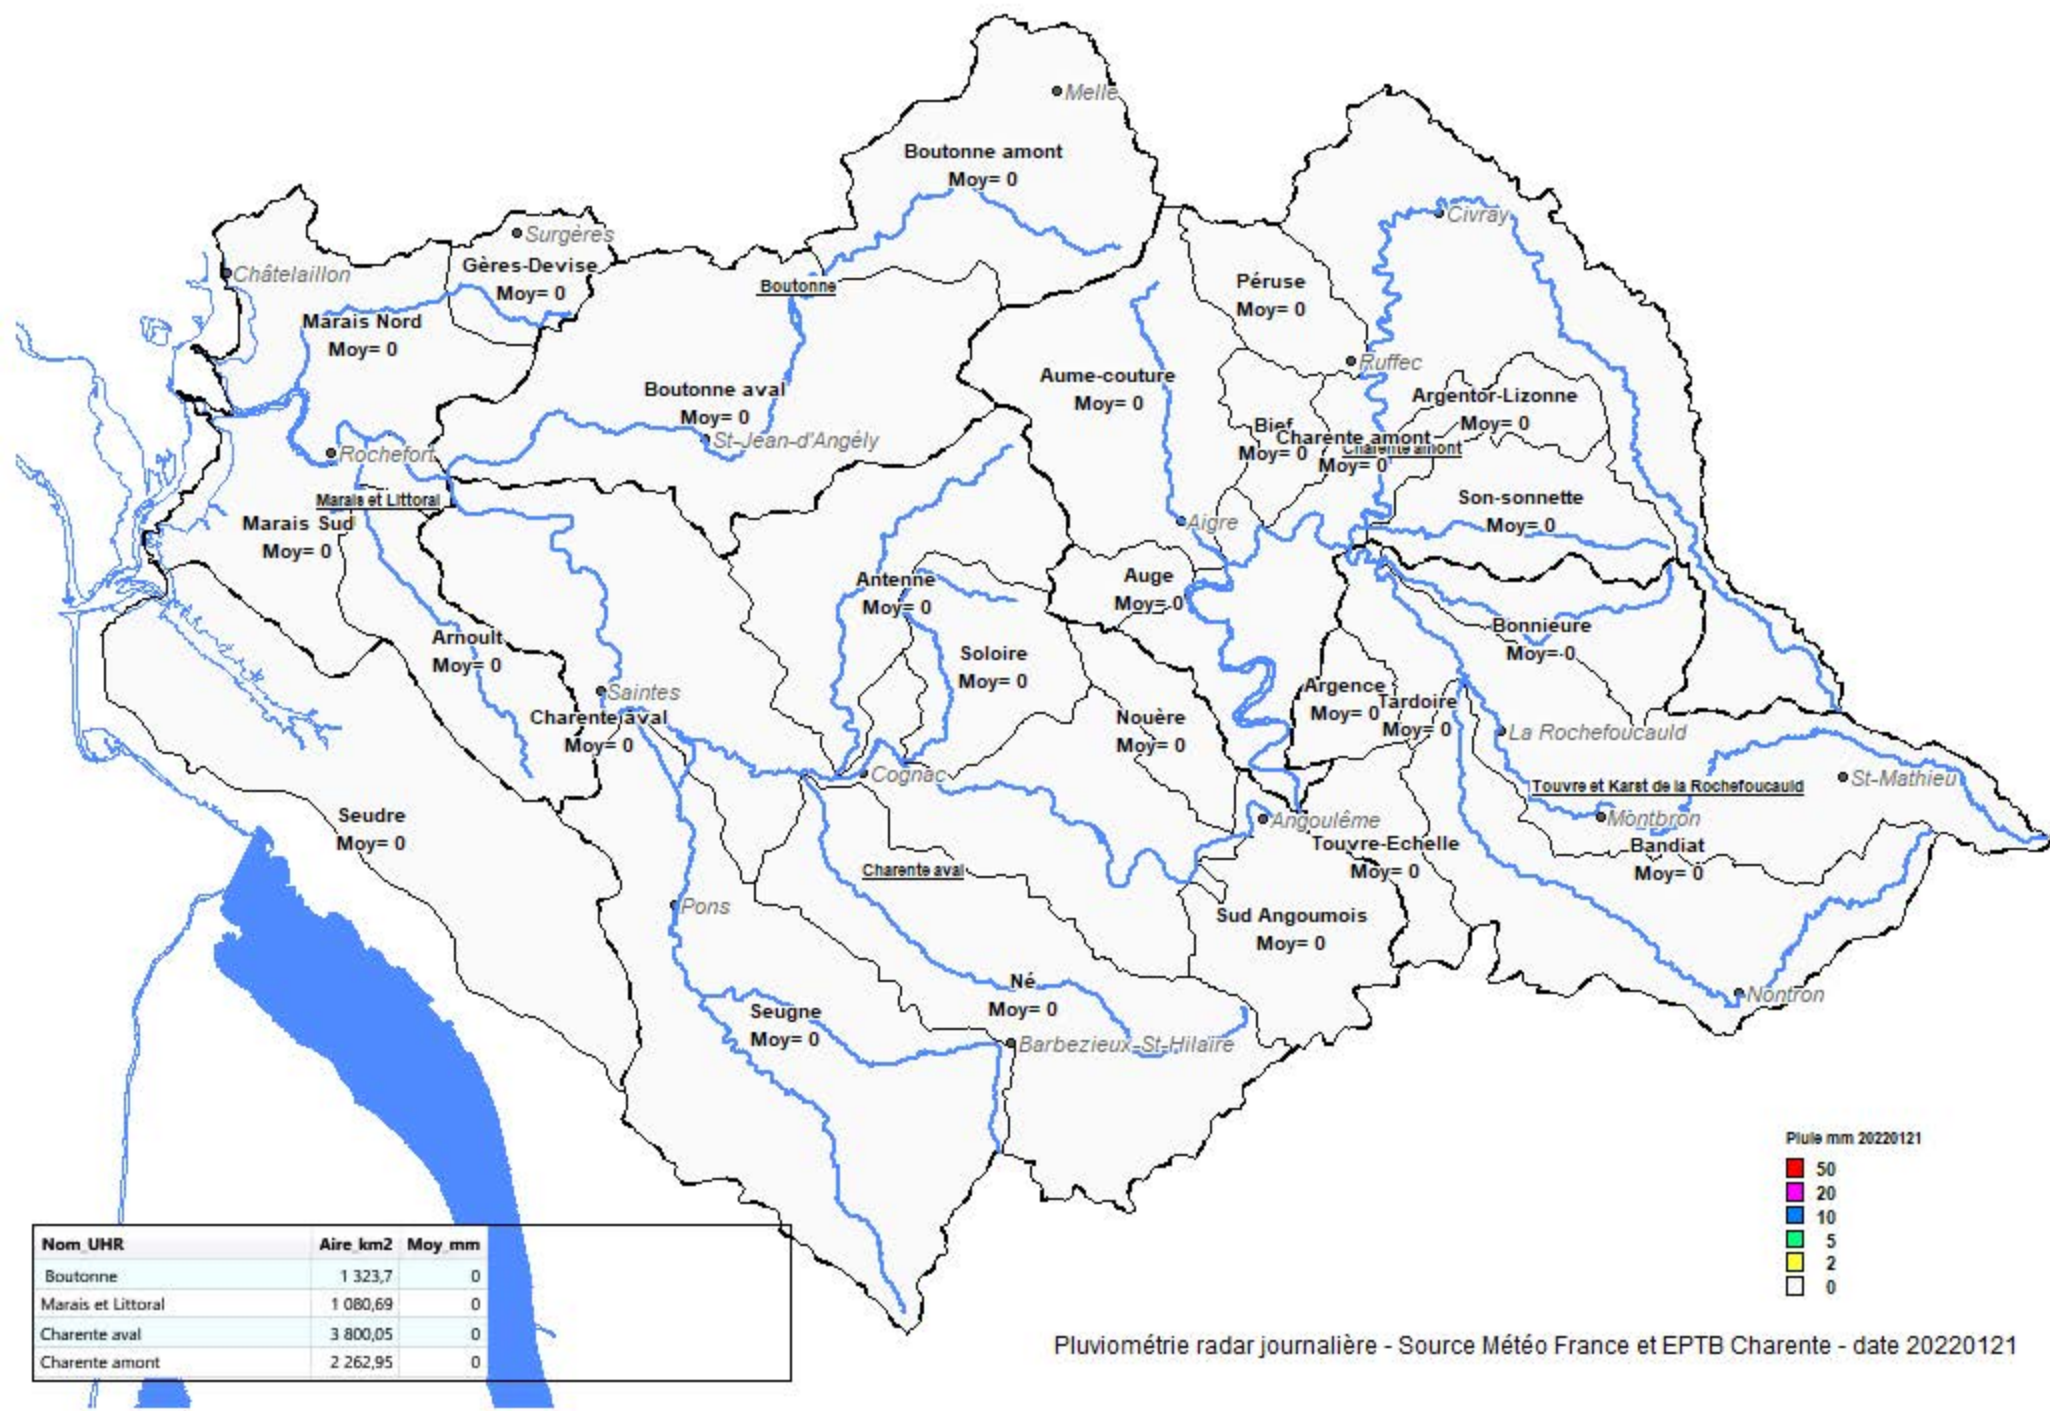 Melle
Boutonne amont
Moy= 0
Civray
Surgères
Gères-Devise
Moy= 0
Châtelaillon
Boutonne
Péruse
Moy= 0
Marais Nord
Moy= 0
Ruffec
Aume-couture
Moy= 0
Boutonne aval
Moy= 0
Argentor-Lizonne
Moy= 0
St-Jean-d'Angély
Bief
Moy= 0
Charente amont
Moy= 0
Charente amont
Rochefort
Marais et Littoral
Son-sonnette
Moy= 0
Marais Sud
Moy= 0
Aigre
Antenne
Moy= 0
Auge
Moy= 0
Bonnieure
Moy= 0
Arnoult
Moy= 0
Soloire
Moy= 0
Saintes
Charente aval
Moy= 0
Argence
Moy= 0
Tardoire
Moy= 0
Nouère
Moy= 0
La Rochefoucauld
Cognac
Touvre et Karst de la Rochefoucauld
St-Mathieu
Seudre
Moy= 0
Angoulême
Montbron
Touvre-Echelle
Moy= 0
Bandiat
Moy= 0
Charente aval
Pons
Sud Angoumois
Moy= 0
Né
Moy= 0
Nontron
Seugne
Moy= 0
Barbezieux-St-Hilaire
Pluie mm 20220121
50
20
10
5
2
0
Nom_UHR Aire_km2 Moy_mm
Boutonne 1 323,7 0
Marais et Littoral 1 080,69 0
Charente aval 3 800,05 0
Charente amont 2 262,95 0
Pluviométrie radar journalière - Source Météo France et EPTB Charente - date 20220121